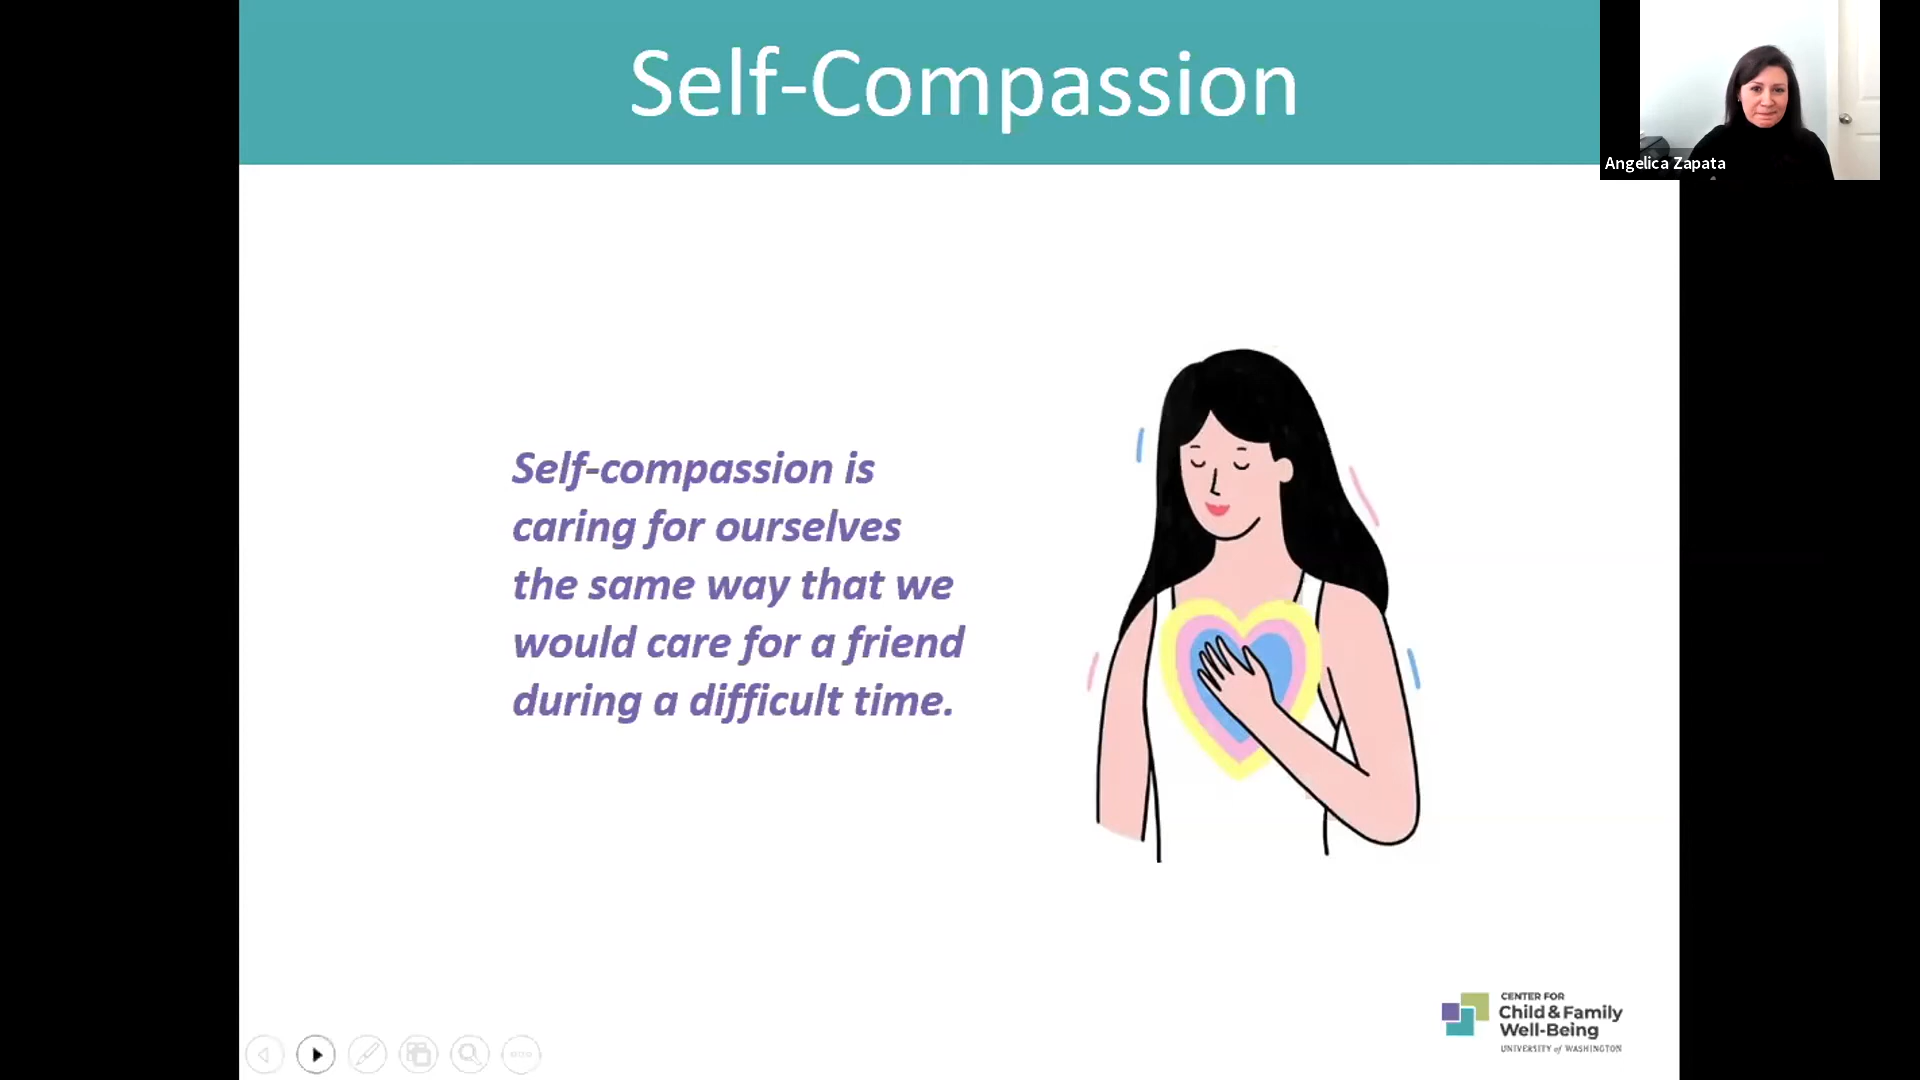 Self-Compassion
Angelica Zapata
Self-compassion is
caring for ourselves
the same way that we
would care for a friend
during a difficult time.
CENTER FOR
Child & Family
Well-Being
UNIVERSITY of WASHINGTON